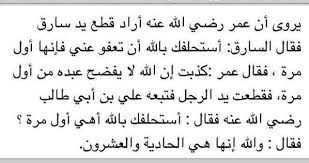 يروى أن عمر رضي الله عنه أراد قطع يد سارق
فقال السارق: أستحلفك بالله أن تعفو عني فإنها أول
مرة ، فقال عمر :كذبت إن الله لا يفضح عبده من أول
مرة، فقطعت يد الرجل فتبعه علي بن أبي طالب
رضي الله عنه فقال : أستحلفك بالله أهي أول مرة ؟
فقال : والله إنها هي الحادية والعشرون.